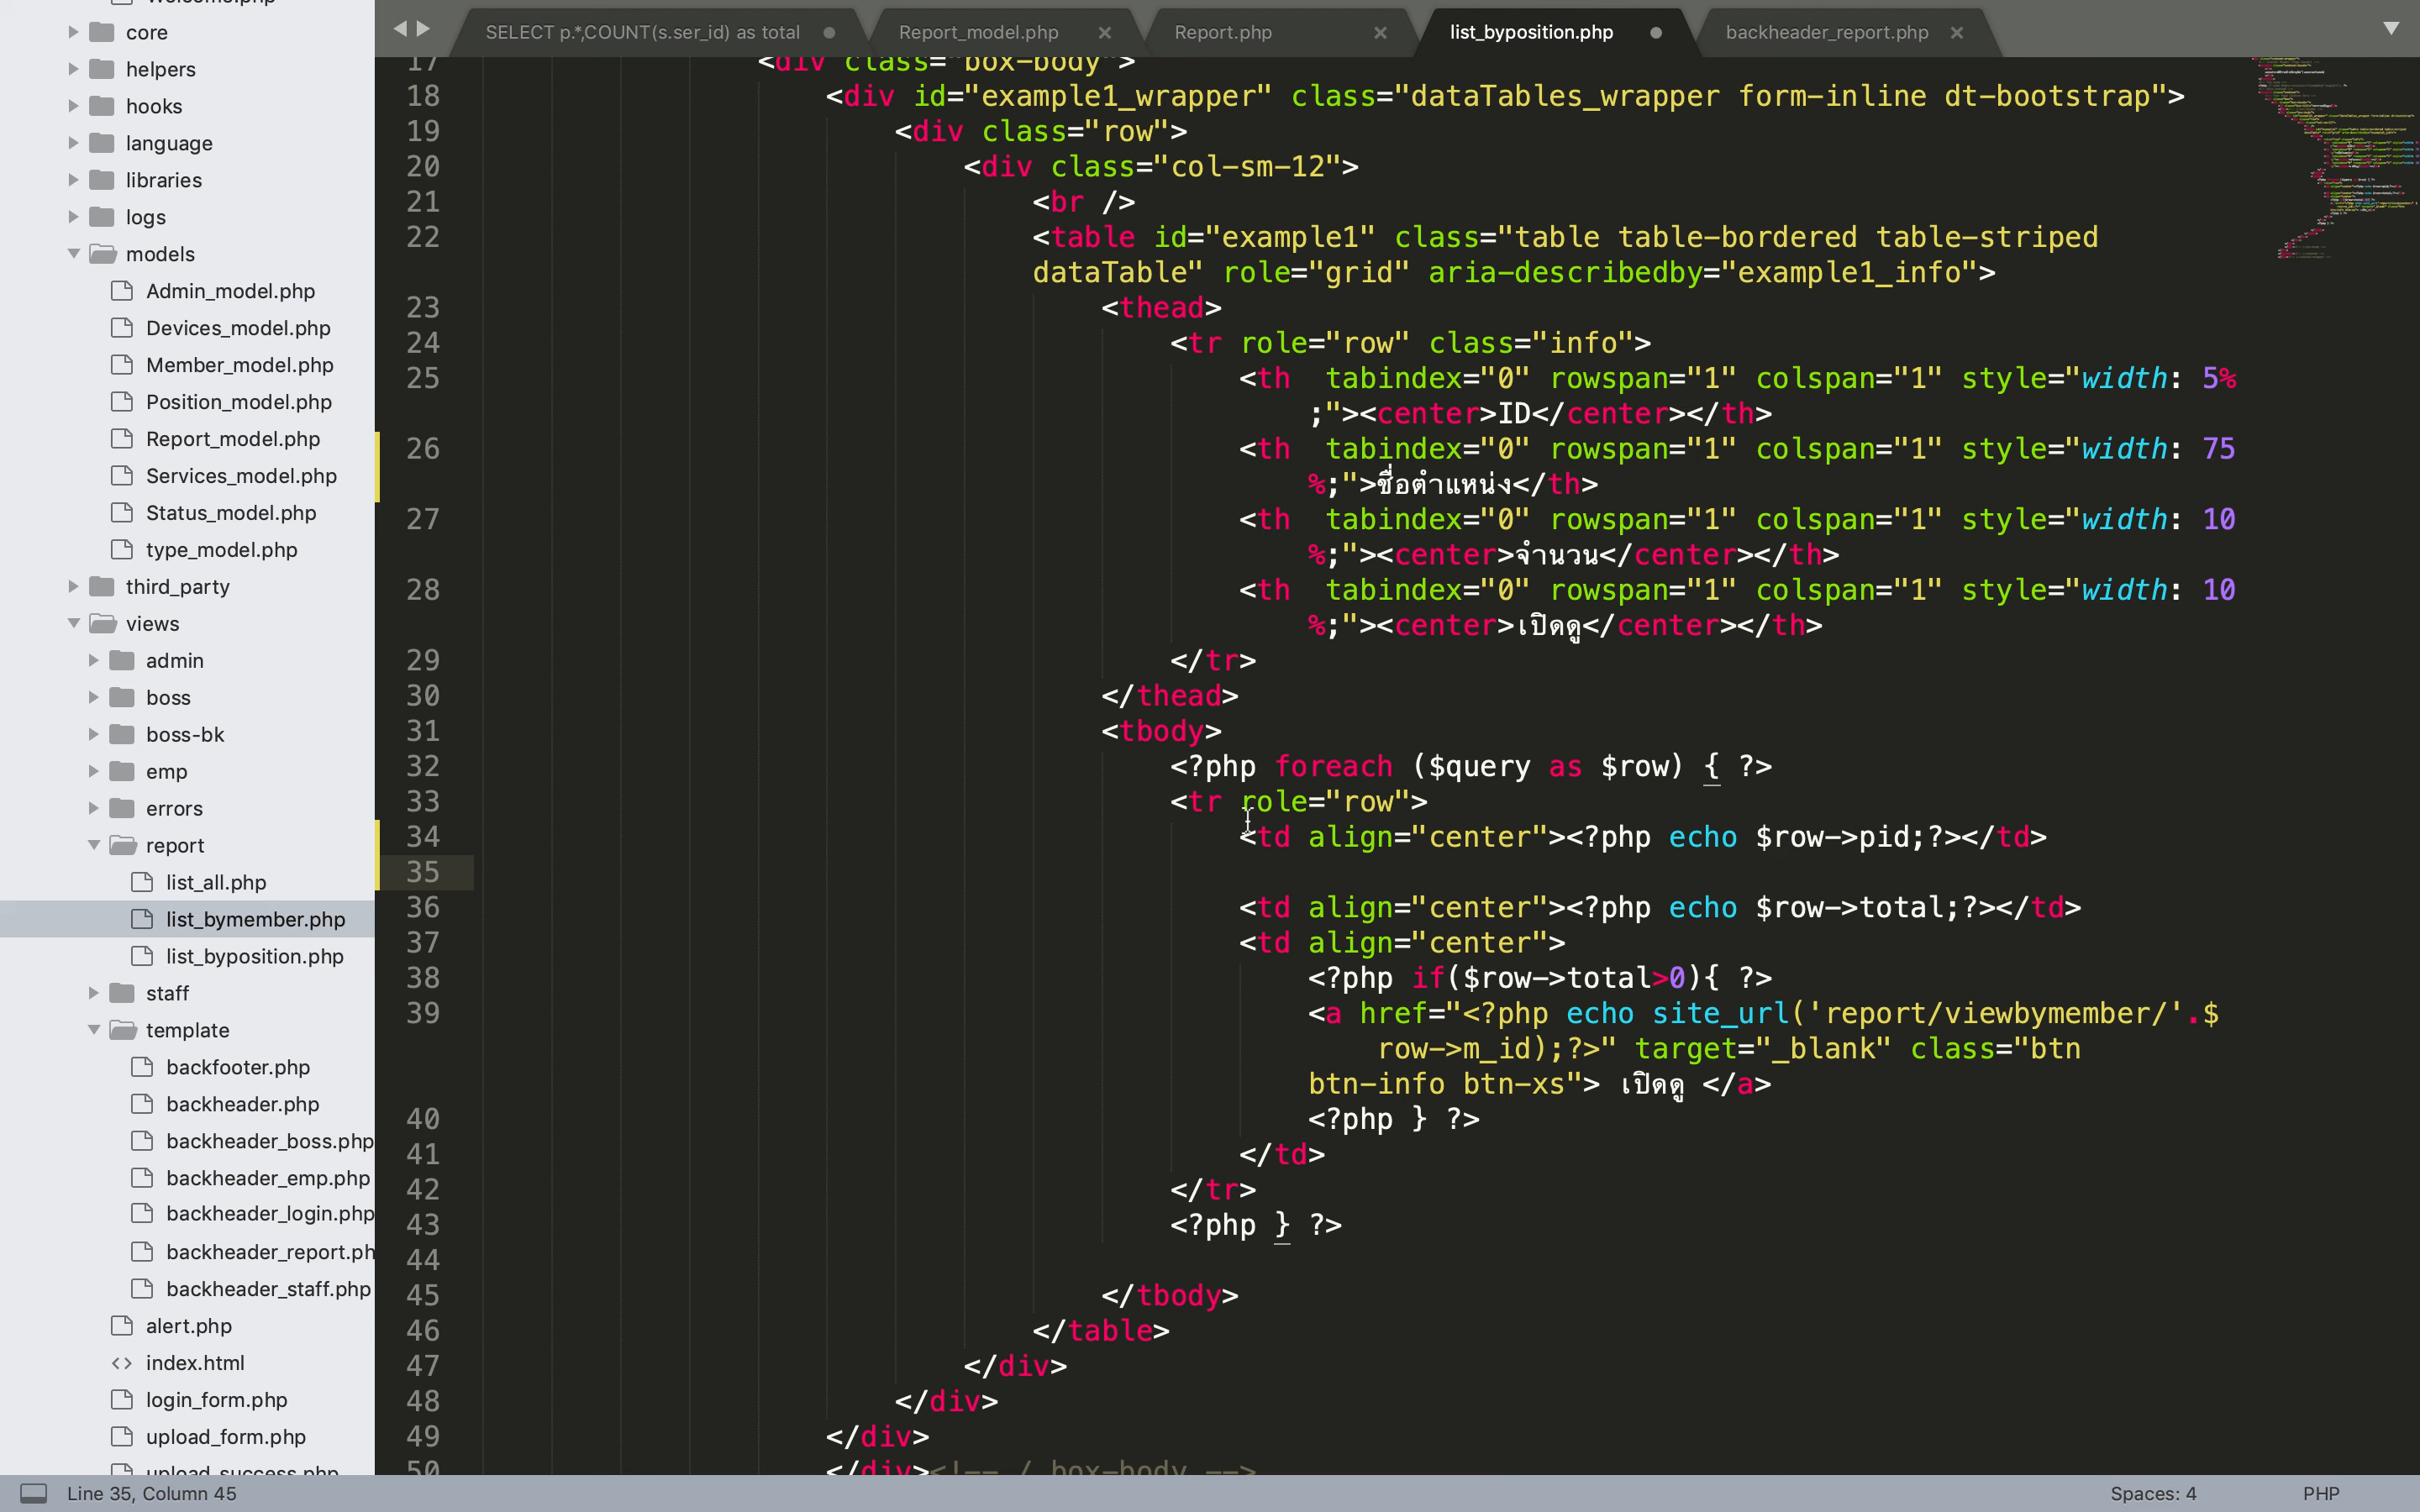 Welcome.php
core
helpers
hooks
language
libraries
logs
models
Admin_model.php
Devices_model.php
Member_model.php
Position_model.php
Report_model.php
Services_model.php
Status_model.php
type_model.php
third_party
views
admin
boss
boss-bk
emp
errors
report
list_all.php
list_bymember.php
list_byposition.php
staff
template
backfooter.php
backheader.php
backheader_boss.php
backheader_emp.php
backheader_login.php
backheader_report.ph
backheader_staff.php
alert.php
index.html
login_form.php
upload_form.php
upload_success.php
SELECT p.*,COUNT(s.ser_id) as total
Report_model.php
Report.php
list_byposition.php
backheader_report.php
17 <div class="box-body">
18 <div id="example1_wrapper" class="dataTables_wrapper form-inline dt-bootstrap">
19 <div class="row">
20 <div class="col-sm-12">
21 <br />
22 <table id="example1" class="table table-bordered table-striped
dataTable" role="grid" aria-describedby="example1_info">
23 <thead>
24 <tr role="row" class="info">
25 <th  tabindex="0" rowspan="1" colspan="1" style="width: 5%
;"><center>ID</center></th>
26 <th  tabindex="0" rowspan="1" colspan="1" style="width: 75
%;">ชื่อตำแหน่ง</th>
27 <th  tabindex="0" rowspan="1" colspan="1" style="width: 10
%;"><center>จำนวน</center></th>
28 <th  tabindex="0" rowspan="1" colspan="1" style="width: 10
%;"><center>เปิดดู</center></th>
29 </tr>
30 </thead>
31 <tbody>
32 <?php foreach ($query as $row) { ?>
33 <tr role="row">
34 <td align="center"><?php echo $row->pid;?></td>
35
36 <td align="center"><?php echo $row->total;?></td>
37 <td align="center">
38 <?php if($row->total>0){ ?>
39 <a href="<?php echo site_url('report/viewbymember/'.$
row->m_id);?>" target="_blank" class="btn
btn-info btn-xs"> เปิดดู </a>
40 <?php } ?>
41 </td>
42 </tr>
43 <?php } ?>
44
45 </tbody>
46 </table>
47 </div>
48 </div>
49 </div>
50 </div><!-- / box-body -->
Line 35, Column 45
Spaces: 4
PHP